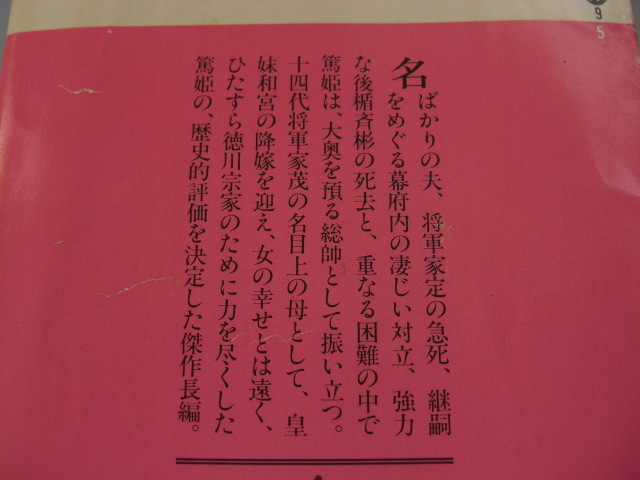 名ばかりの夫、将軍家定の急死、継嗣
をめぐる幕府内の凄じい対立、強力
な後楯斉彬の死去と、重なる困難の中で
篤姫は、大奥を預る総帥として振い立つ。
十四代将軍家茂の名目上の母として、皇
妹和宮の降嫁を迎え、女の幸せとは遠く、
ひたすら徳川宗家のために力を尽くした
篤姫の、歴史的評価を決定した傑作長編。
9
5